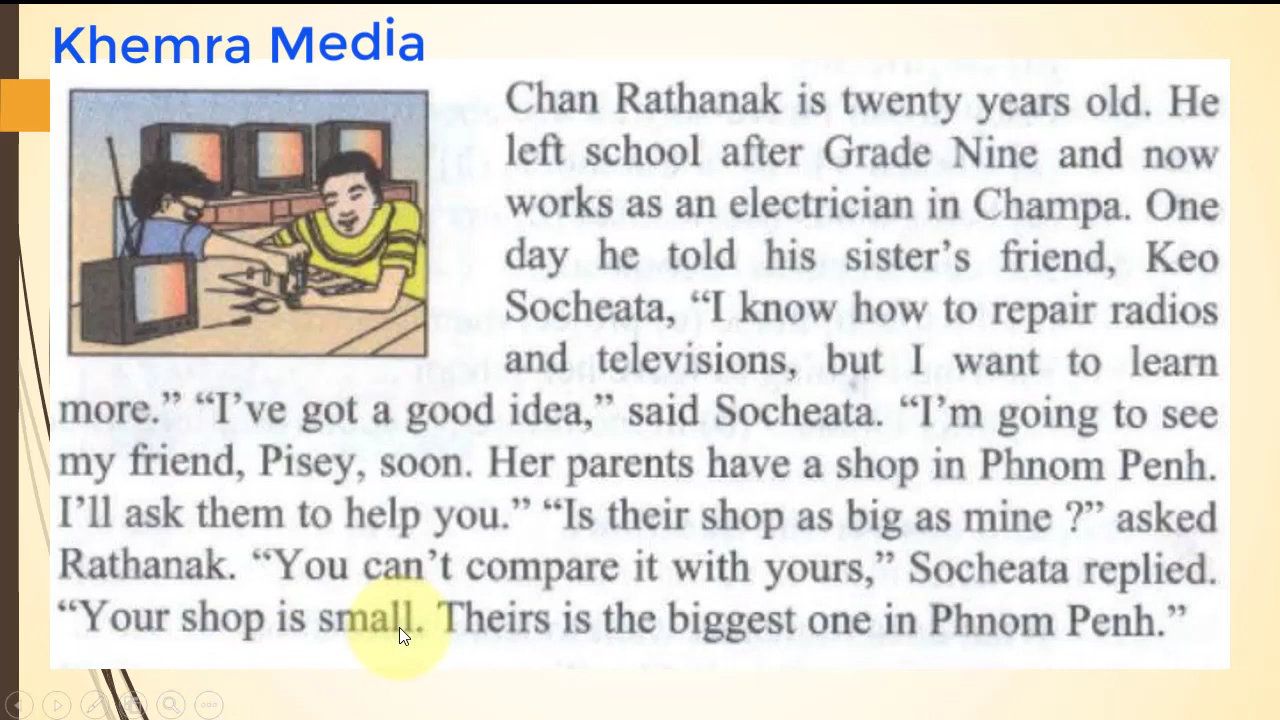 Khemra Media
Chan Rathanak is twenty years old. He
left school after Grade Nine and now
works as an electrician in Champa. One
day he told his sister's friend, Keo
Socheata, “I know how to repair radios
and televisions, but I want to learn
more.” “I've got a good idea,” said Socheata. “I'm going to see
my friend, Pisey, soon. Her parents have a shop in Phnom Penh.
I'll ask them to help you.” “Is their shop as big as mine ?” asked
Rathanak. “You can't compare it with yours,” Socheata replied.
“Your shop is small. Theirs is the biggest one in Phnom Penh.”